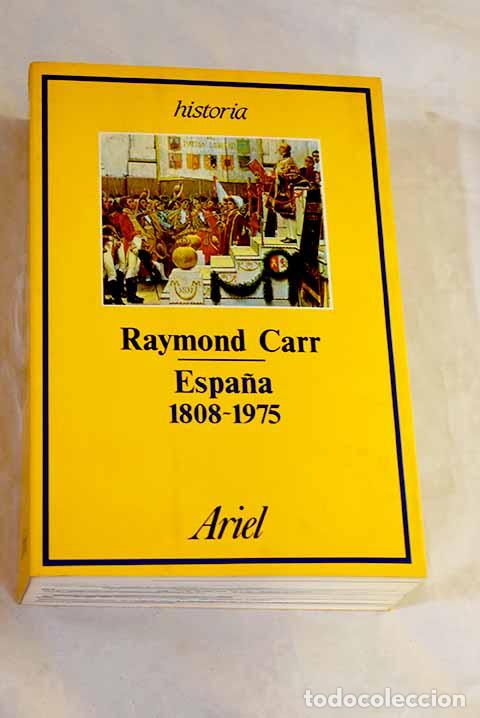 historia
Raymond Carr
España
1808-1975
Ariel
todocoleccion